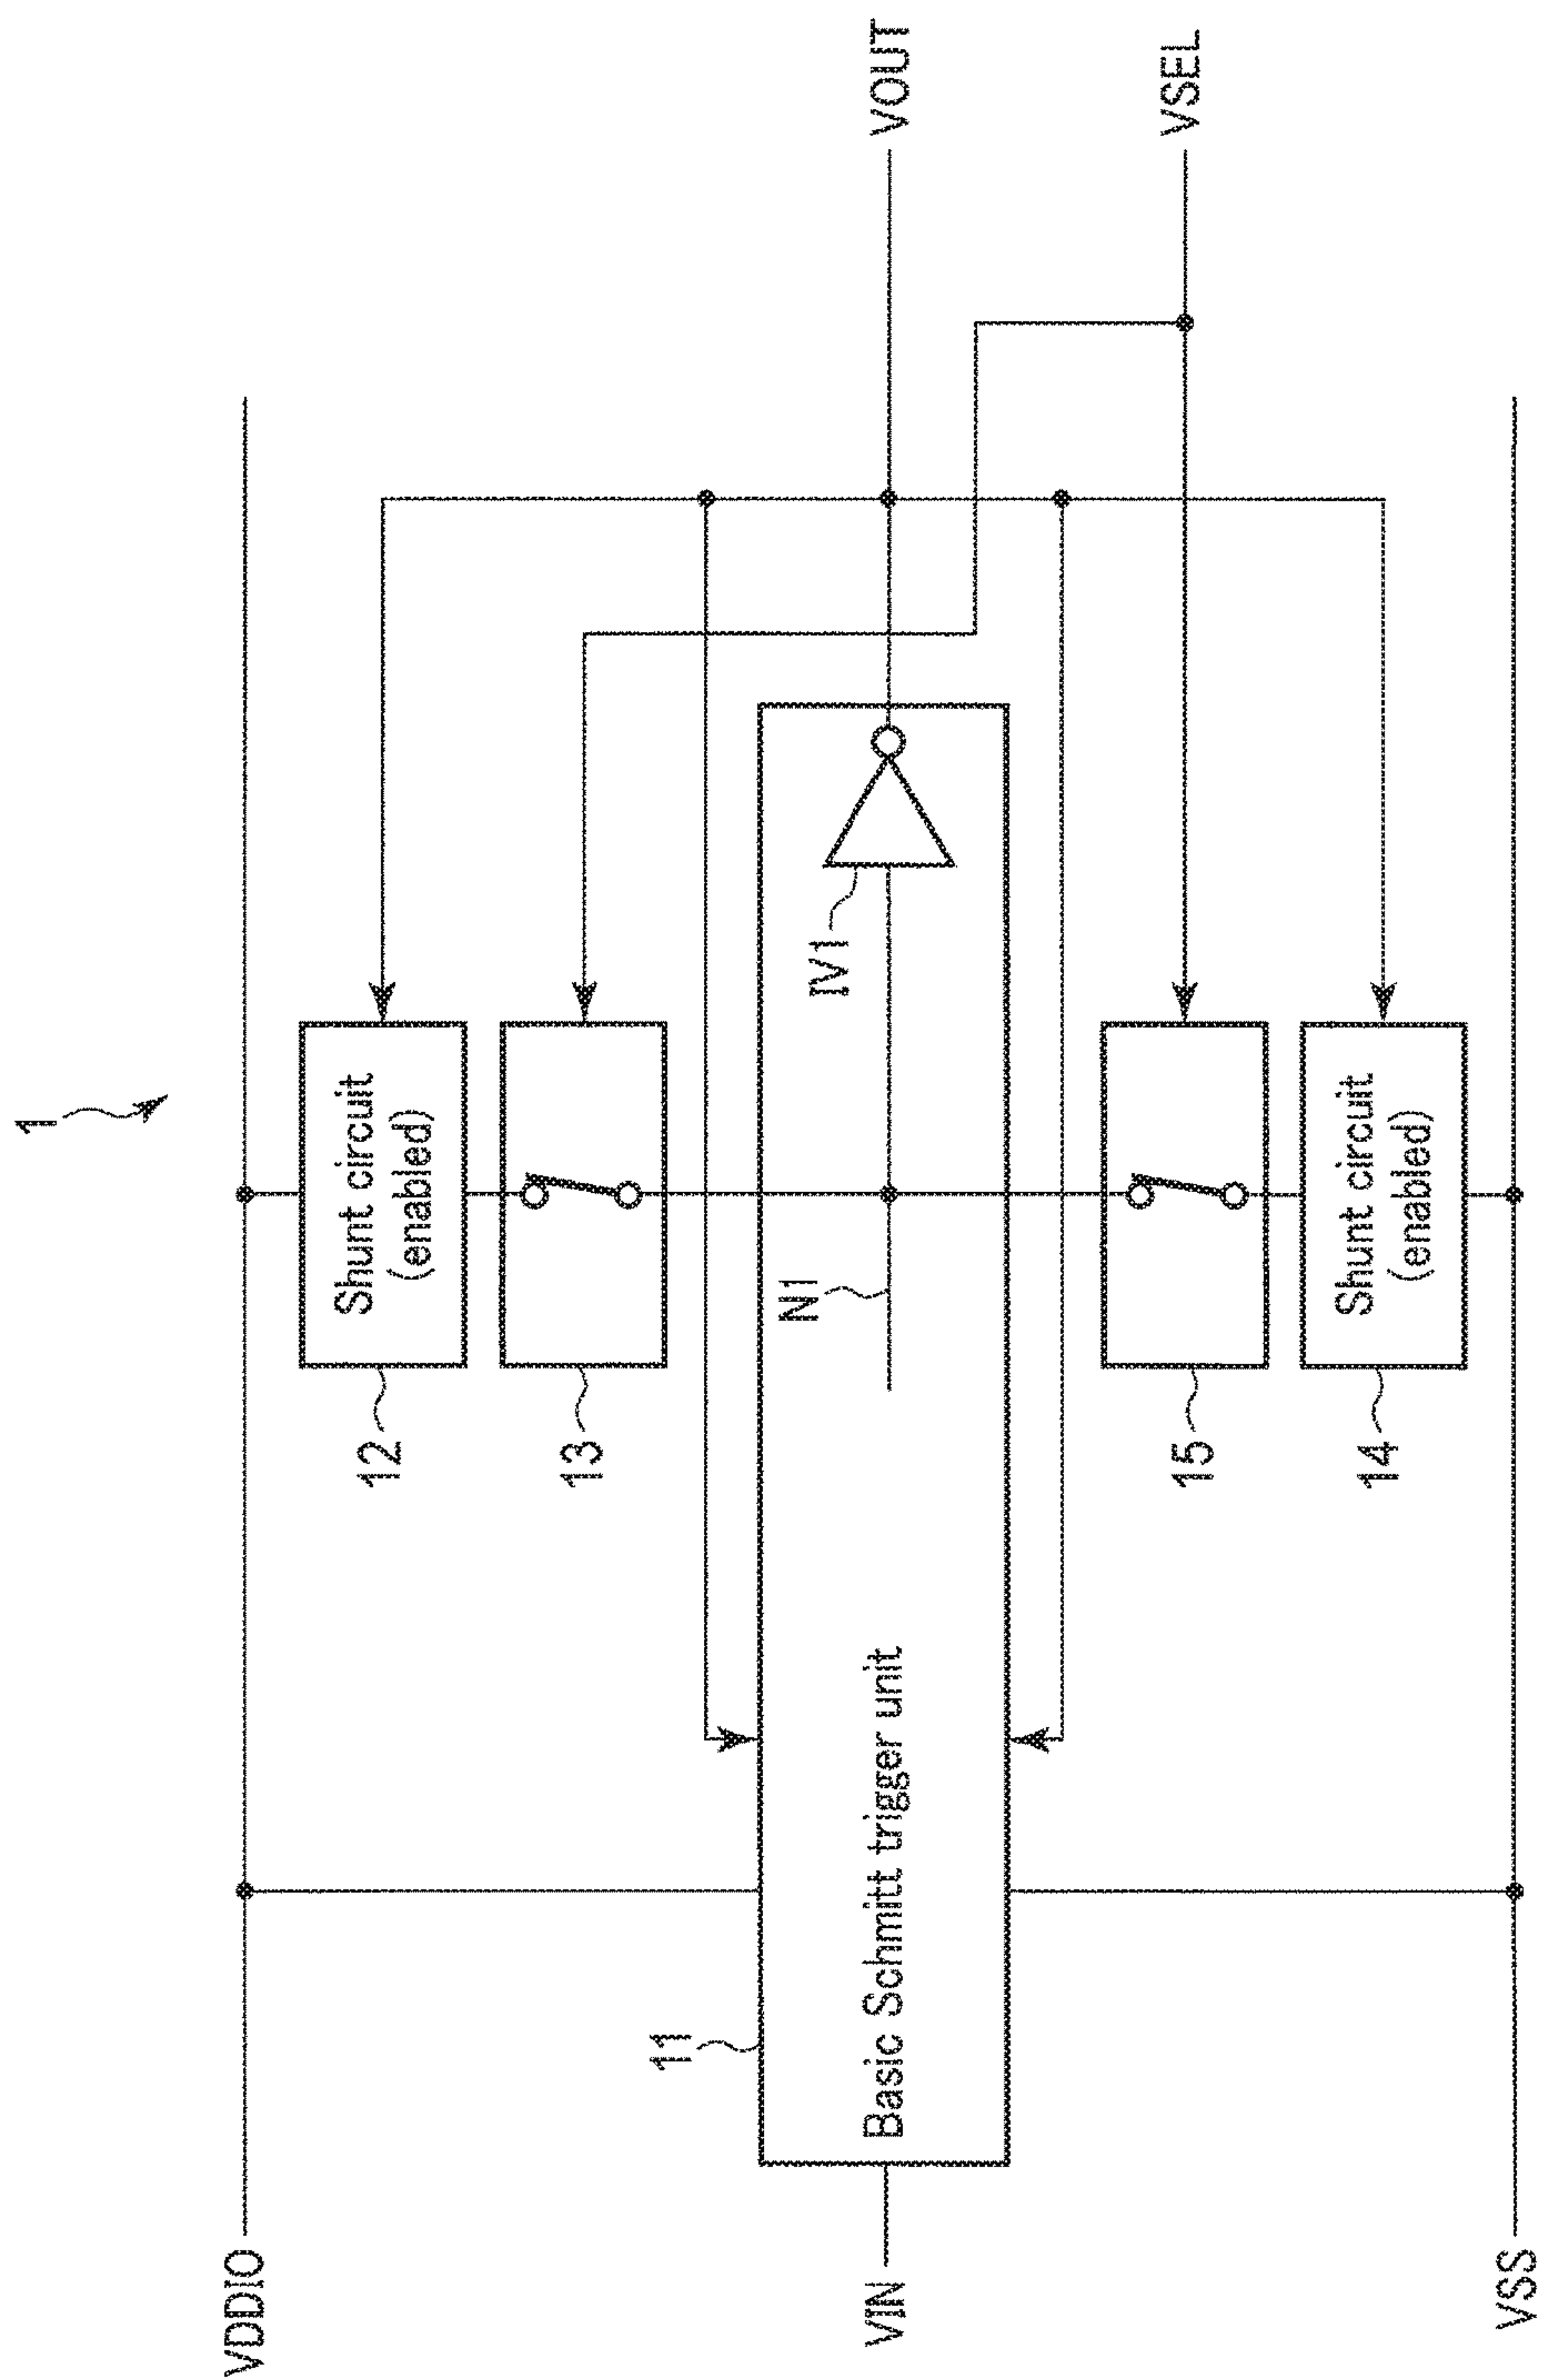 1
VDDIO
12
Shunt circuit
(enabled)
13
11
Basic Schmitt trigger unit
N1
IV1
VIN
VOUT
15
VSEL
14
Shunt circuit
(enabled)
VSS